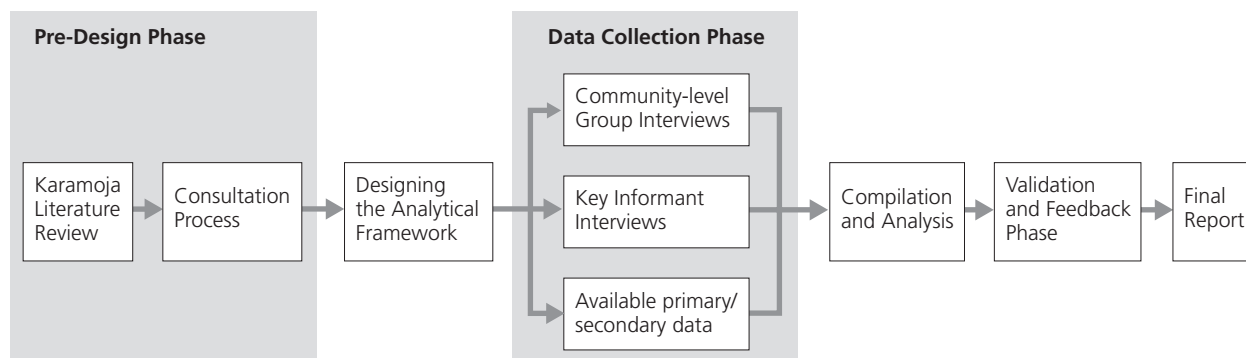 Pre-Design Phase
Data Collection Phase
Karamoja
Literature
Review
Consultation
Process
Designing
the Analytical
Framework
Community-level
Group Interviews
Key Informant
Interviews
Available primary/
secondary data
Compilation
and Analysis
Validation
and Feedback
Phase
Final
Report